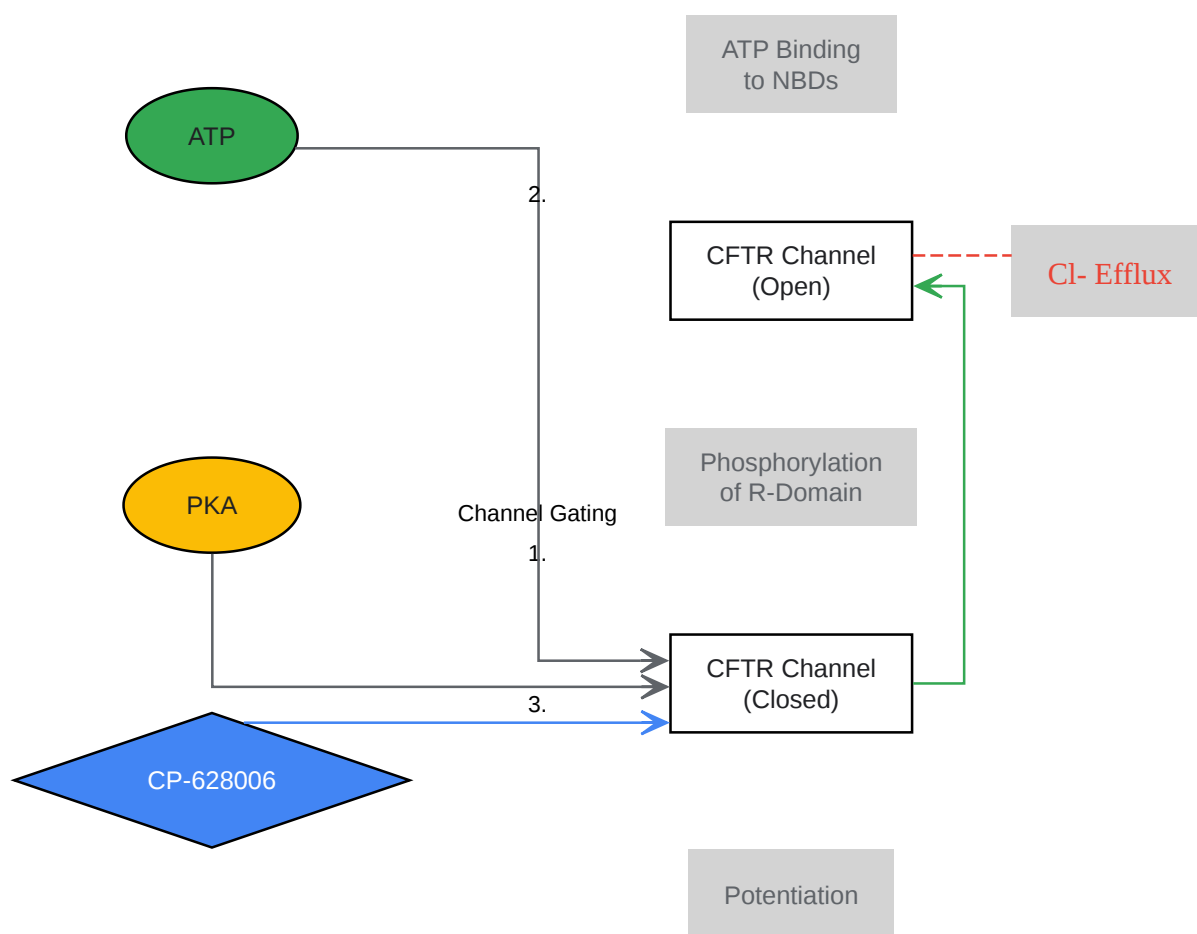 ATP Binding
to NBDs
ATP
2.
CFTR Channel
(Open)
Cl- Efflux
Phosphorylation
of R-Domain
PKA
Channel Gating
1.
CFTR Channel
(Closed)
3.
CP-628006
Potentiation